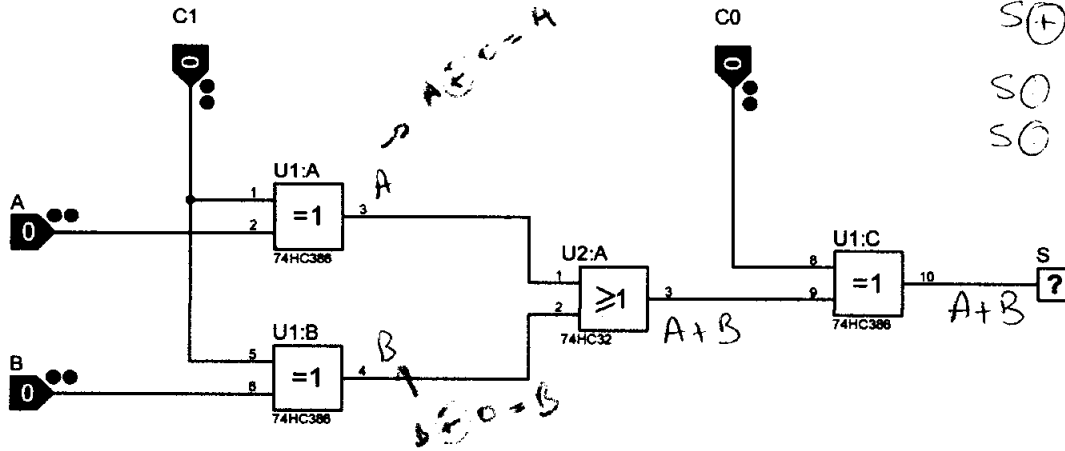 C1
C0
S ⊕
S
S
A ⊕ 0 = A
0
0
U1:A
A
A
1
3
0
2
=1
74HC386
U2:A
U1:C
S
1
8
10
?
2
≥1
3
9
=1
A+B
74HC32
A+B
74HC386
U1:B
B
B
5
4
0
6
=1
74HC386
B ⊕ 0 = B